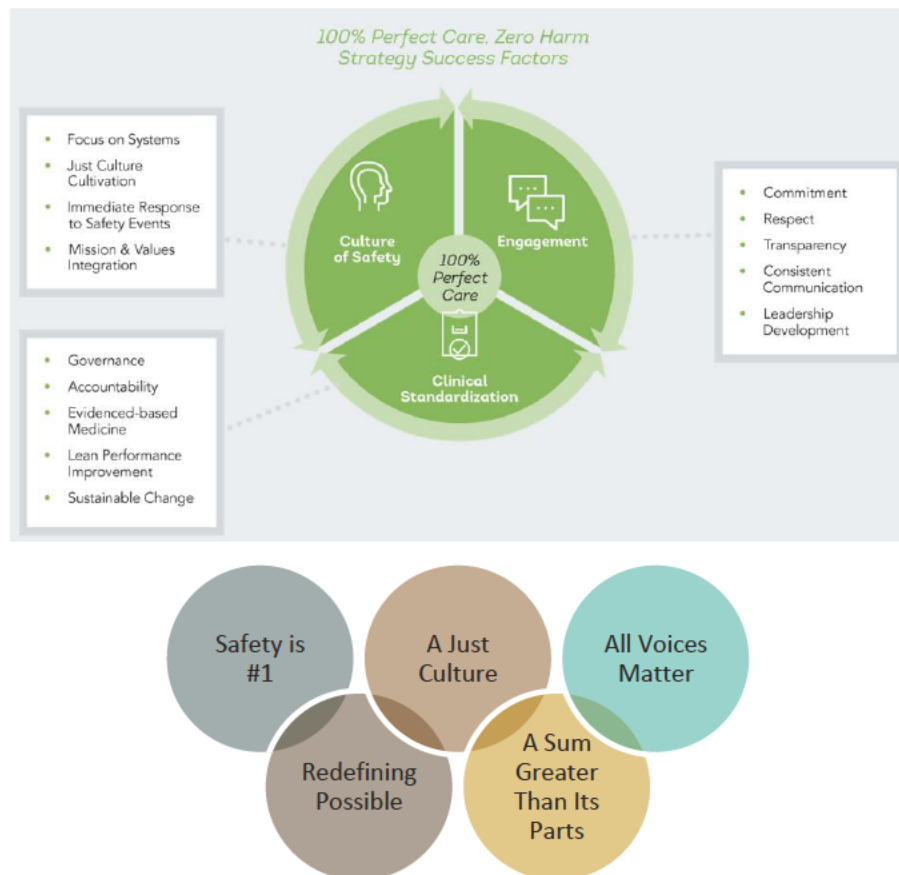 100% Perfect Care. Zero Harm
Strategy Success Factors
• Focus on Systems
• Just Culture
Cultivation
• Immediate Response
to Safety Events
• Mission & Values
Integration
Culture
of Safety
Engagement
100%
Perfect
Care
Clinical
Standardization
• Commitment
• Respect
• Transparency
• Consistent
Communication
• Leadership
Development
• Governance
• Accountability
• Evidenced-based
Medicine
• Lean Performance
Improvement
• Sustainable Change
Safety is
#1
A Just
Culture
All Voices
Matter
Redefining
Possible
A Sum
Greater
Than Its
Parts